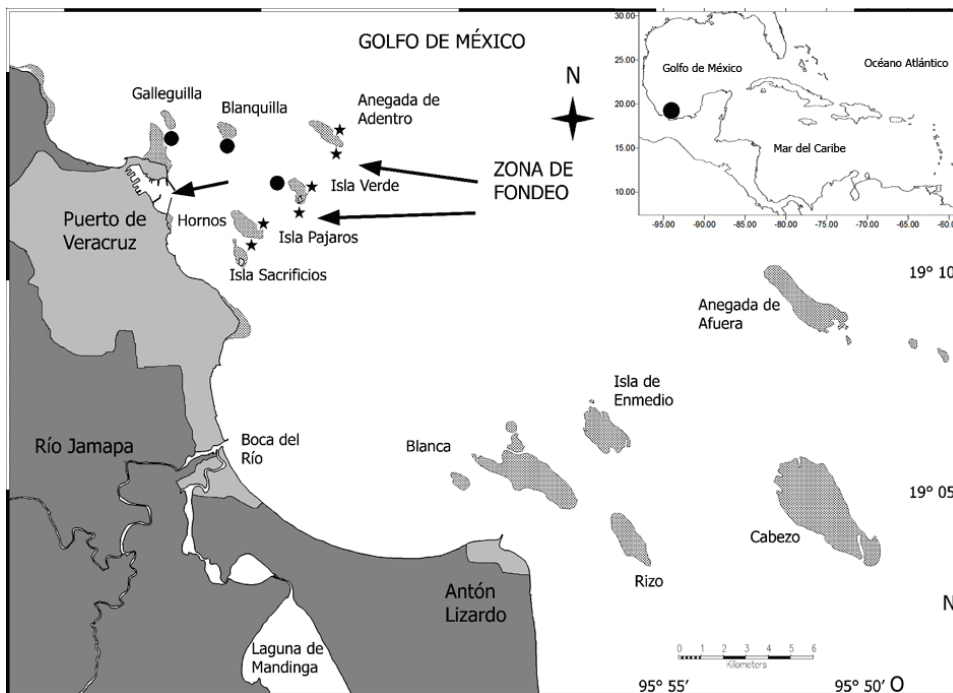 GOLFO DE MÉXICO
N
Galleguilla
Blanquilla
Anegada de
Adentro
ZONA DE
FONDEO
Isla Verde
Puerto de
Veracruz
Hornos
Isla Pajaros
Isla Sacrificios
30.00
25.00
20.00
15.00
10.00
Golfo de México
Océano Atlántico
Mar del Caribe
-95.00
-90.00
-85.00
-80.00
-75.00
-70.00
-65.00
-60.0
19° 10
Anegada de
Afuera
Isla de
Enmedio
Blanca
Río Jamapa
Boca del
Río
19° 05
Cabezo
Rizo
Antón
Lizardo
N
Laguna de
Mandinga
0 1 2 3 4 5 6
Kilometers
95° 55'
95° 50' O